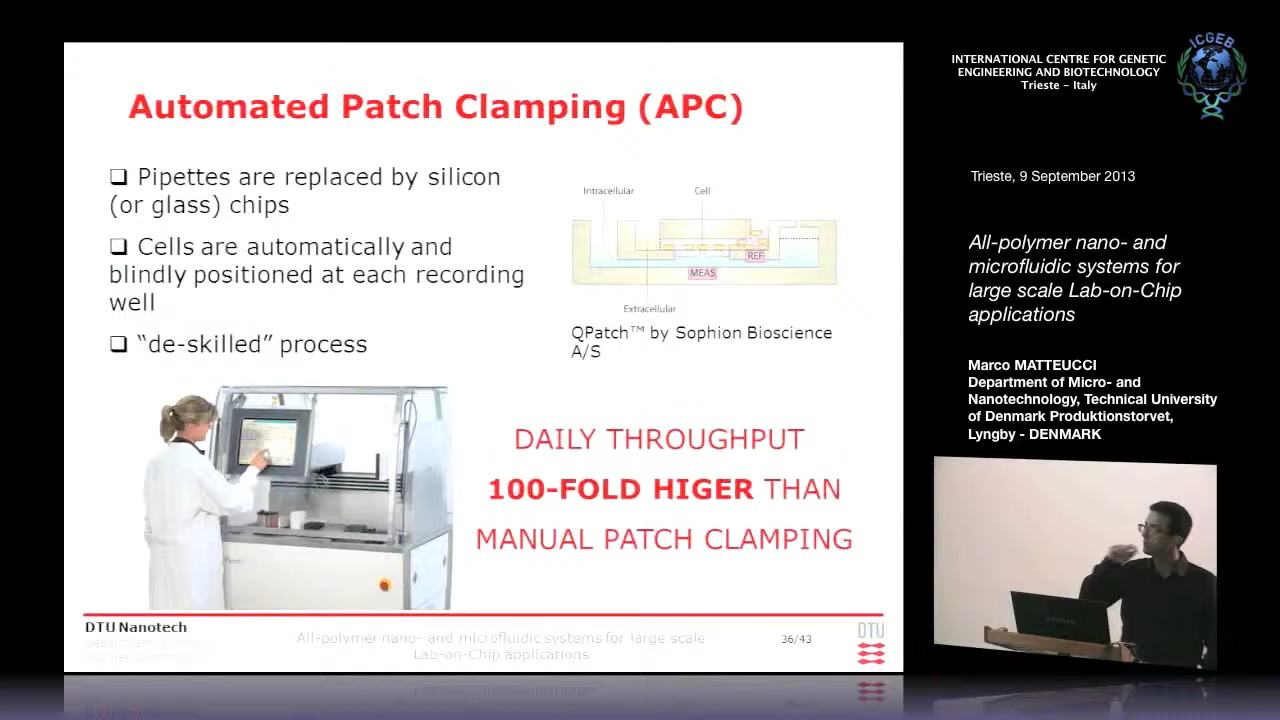 Automated Patch Clamping (APC)
❑ Pipettes are replaced by silicon
(or glass) chips
❑ Cells are automatically and
blindly positioned at each recording
well
❑ “de-skilled” process
Intracellular
Cell
REF
MEAS
Extracellular
QPatch™ by Sophion Bioscience
A/S
DAILY THROUGHPUT
100-FOLD HIGER THAN
MANUAL PATCH CLAMPING
DTU Nanotech
All-polymer nano- and microfluidic systems for large scale
Lab-on-Chip applications
36/43
DTU
INTERNATIONAL CENTRE FOR GENETIC
ENGINEERING AND BIOTECHNOLOGY
Trieste - Italy
ICGEB
Trieste, 9 September 2013
All-polymer nano- and
microfluidic systems for
large scale Lab-on-Chip
applications
Marco MATTEUCCI
Department of Micro- and
Nanotechnology, Technical University
of Denmark Produktionstorvet,
Lyngby - DENMARK